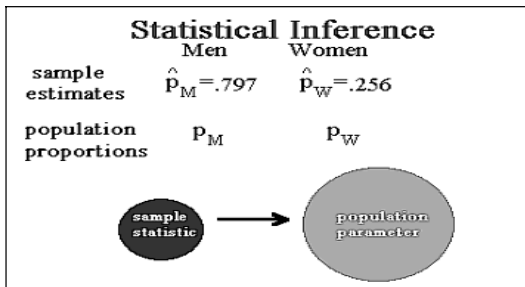 Statistical Inference
Men Women
sample
estimates
p̂M=.797 p̂W=.256
population
proportions
pM pW
sample
statistic
population
parameter